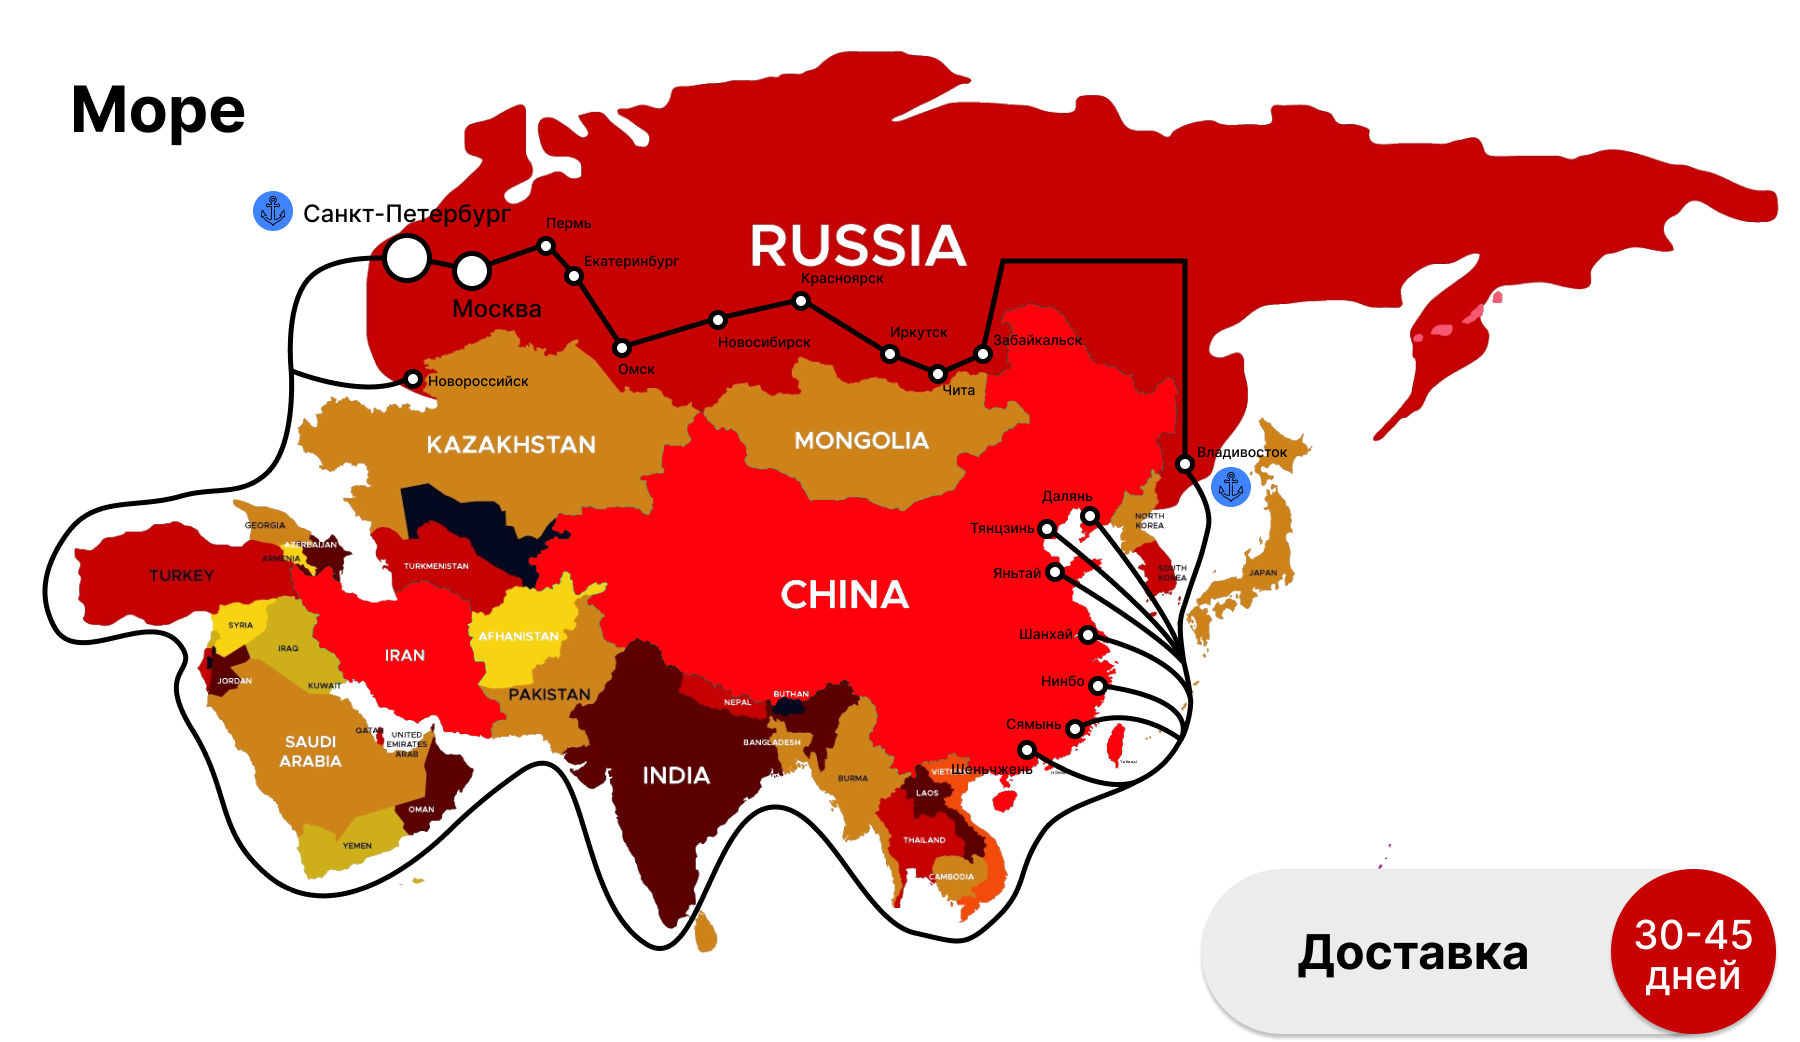 Море
Санкт-Петербург
Пермь
Екатеринбург
RUSSIA
Красноярск
Москва
Иркутск
Забайкальск
Новосибирск
Омск
Чита
Новороссийск
KAZAKHSTAN
MONGOLIA
Владивосток
Далянь
Тянцзинь
NORTH
KOREA
GEORGIA
AZERBAIJAN
ARMENIA
TURKEY
TURKMENISTAN
Яньтай
SOUTH
KOREA
JAPAN
CHINA
SYRIA
AFHANISTAN
Шанхай
IRAQ
IRAN
JORDAN
KUWAIT
Нинбо
PAKISTAN
BUTHAN
NEPAL
Сямынь
QATAR
UNITED
EMIRATES
ARAB
SAUDI
ARABIA
BANGLADESH
INDIA
Шеньчжень
BURMA
LAOS
OMAN
THAILAND
YEMEN
CAMBODIA
Доставка
30-45
дней